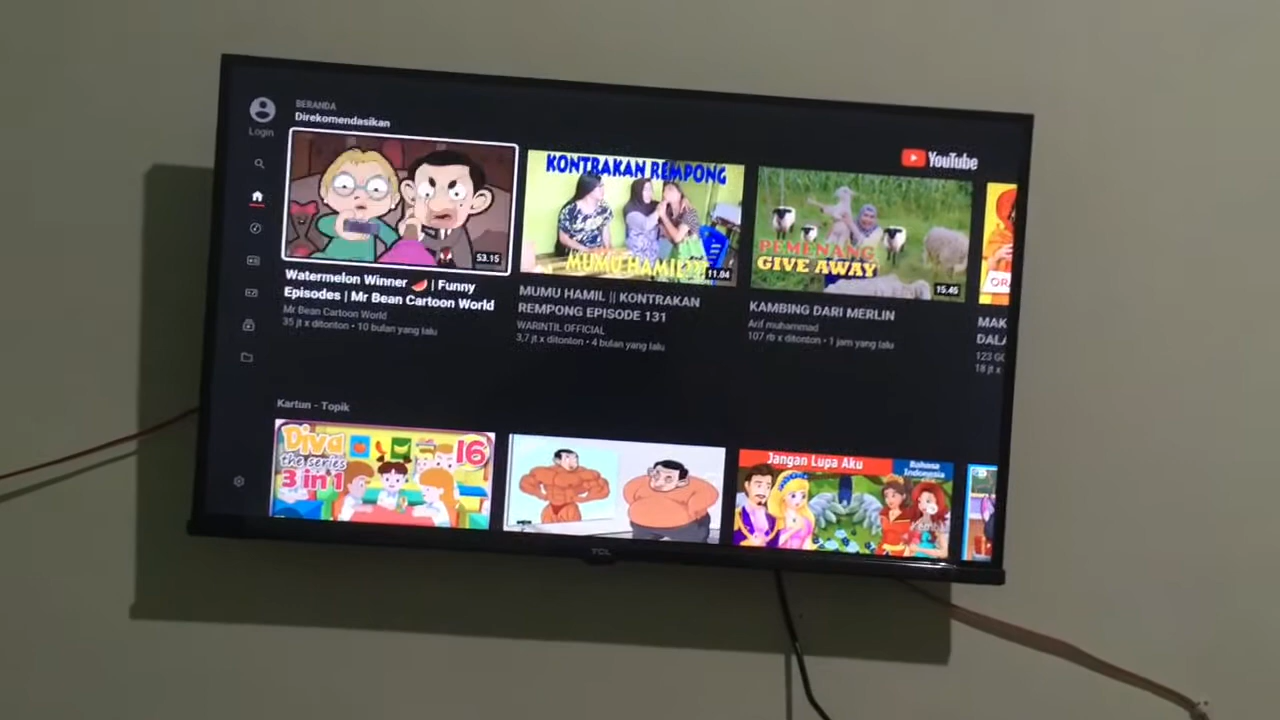 BERANDA
Direkomendasikan
Login
YouTube
KONTRAKAN REMPONG
MUMU HAMIL???
PEMENANG
GIVE AWAY
53.15
11.04
15.45
Watermelon Winner 🍉 | Funny
Episodes | Mr Bean Cartoon World
Mr Bean Cartoon World
35 jt x ditonton • 10 bulan yang lalu
MUMU HAMIL || KONTRAKAN
REMPONG EPISODE 131
WARINTIL OFFICIAL
3,7 jt x ditonton • 4 bulan yang lalu
KAMBING DARI MERLIN
Arif muhammad
107 rb x ditonton • 1 jam yang lalu
MAK
DALA
123 GO
18 jt x
Kartun - Topik
Diva
the series
3 in 1
16
Jangan Lupa Aku
Bahasa
Indonesia
TCL